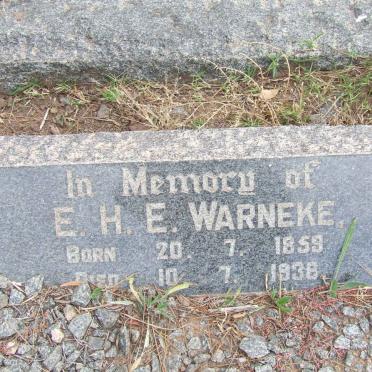 In Memory of
E. H. E. WARNEKE.
BORN 20. 7. 1859
DIED 10. 7. 1938.